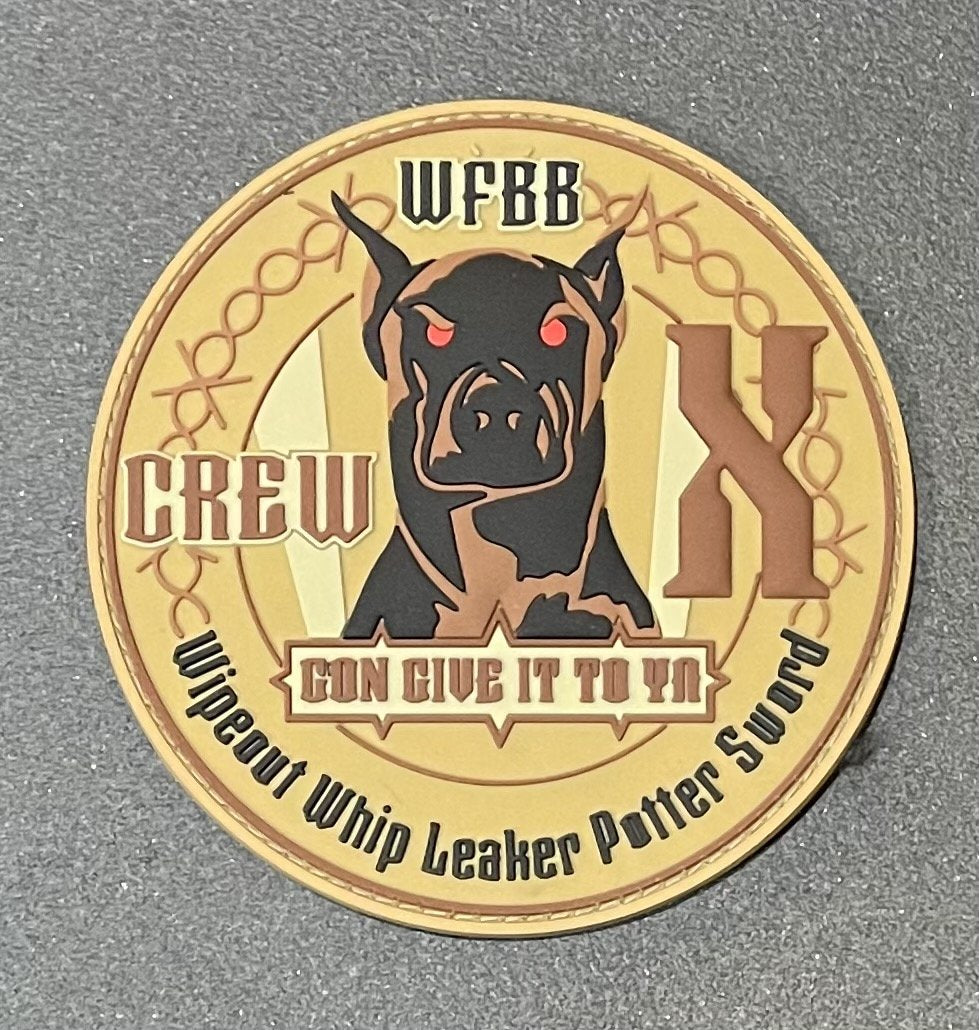 WFBB
CREW X
GON GIVE IT TO YA
Wipeout Whip Leaker Potter Sword